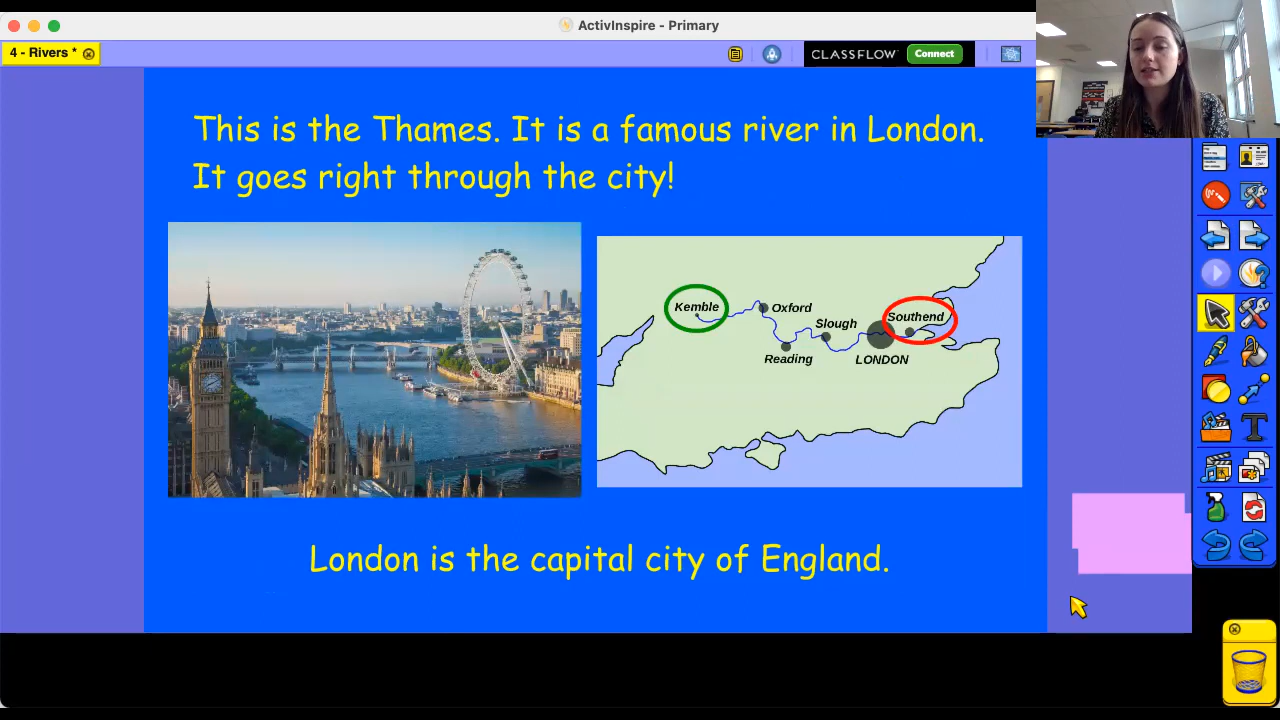 ActivInspire - Primary
4 - Rivers *
CLASSFLOW
Connect
This is the Thames. It is a famous river in London.
It goes right through the city!
Kemble
Oxford
Southend
Slough
Reading
LONDON
London is the capital city of England.